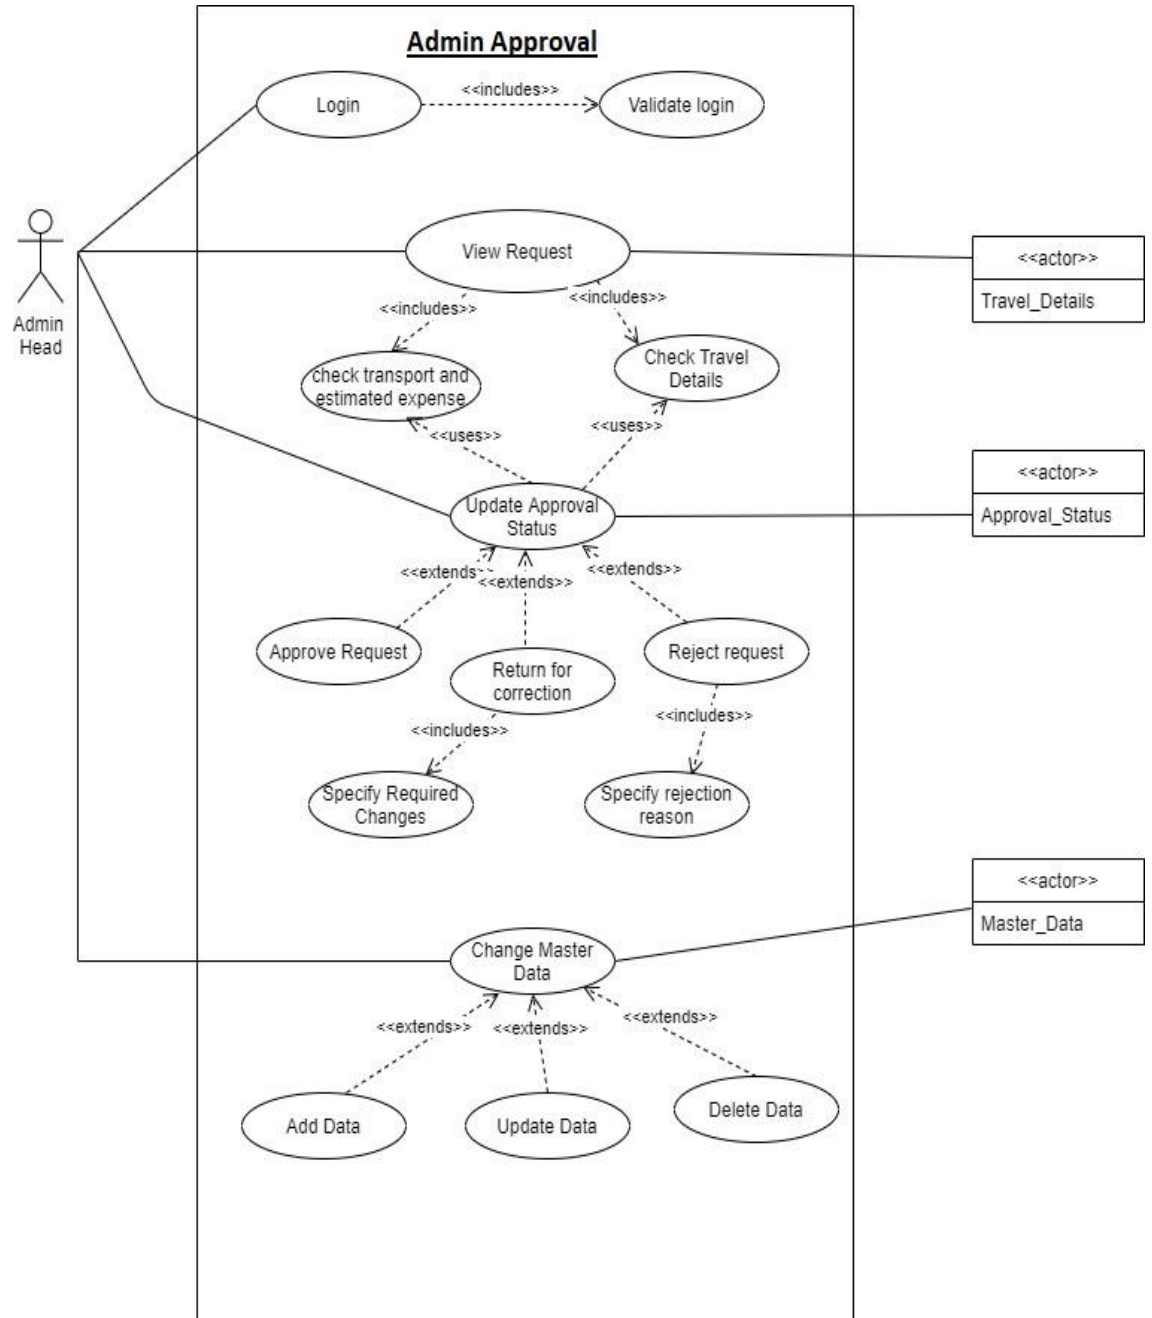 Admin Approval
Login
<<includes>>
Validate login
Admin
Head
View Request
<<actor>>
Travel_Details
<<includes>>
<<includes>>
check transport and
estimated expense
Check Travel
Details
<<uses>>
<<uses>>
Update Approval
Status
<<actor>>
Approval_Status
<<extends>>
<<extends>>
<<extends>>
Approve Request
Return for
correction
Reject request
<<includes>>
<<includes>>
Specify Required
Changes
Specify rejection
reason
<<actor>>
Master_Data
Change Master
Data
<<extends>>
<<extends>>
<<extends>>
Add Data
Update Data
Delete Data